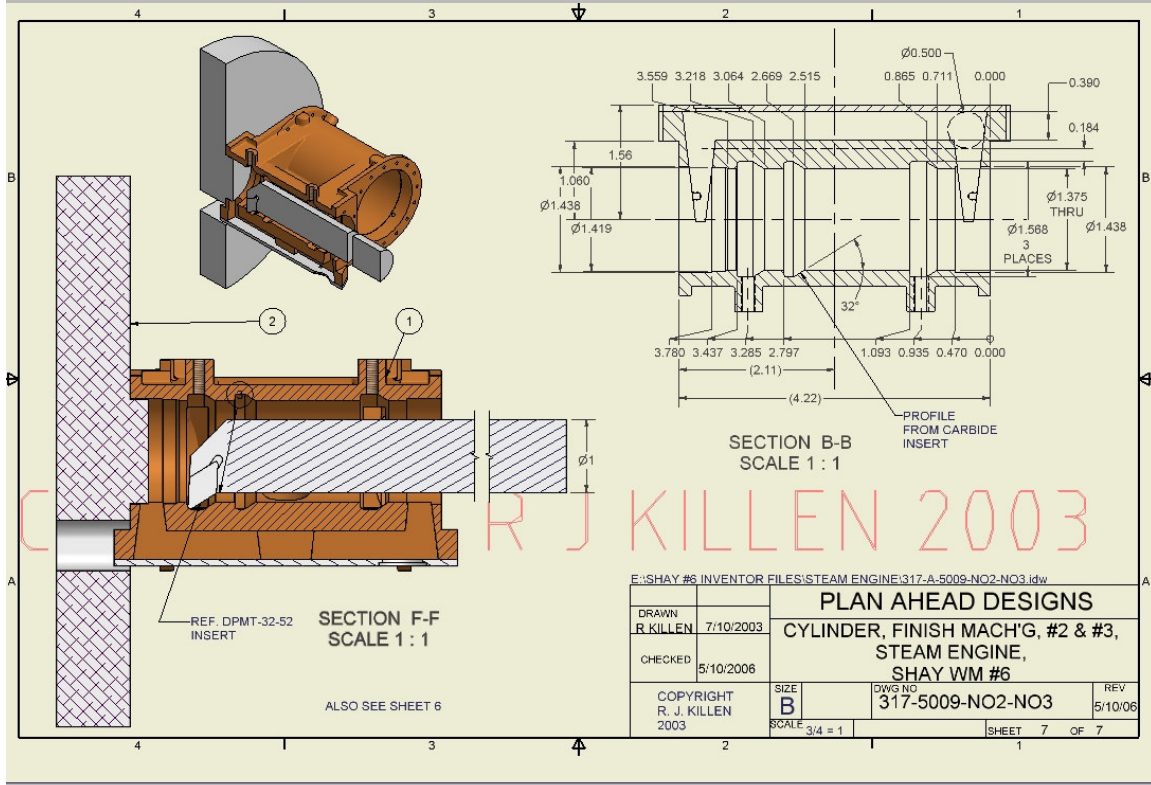 4 3 2 1
B
A
2
1
Ø1
REF. DPMT-32-52
INSERT
SECTION F-F
SCALE 1 : 1
ALSO SEE SHEET 6
Ø0.500
3.559 3.218 3.064 2.669 2.515 0.865 0.711 0.000
0.390
0.184
1.56
1.060
Ø1.438
Ø1.419
Ø1.375
THRU
Ø1.568
3
PLACES
Ø1.438
32°
3.780 3.437 3.285 2.797 1.093 0.935 0.470 0.000
(2.11)
(4.22)
PROFILE
FROM CARBIDE
INSERT
SECTION B-B
SCALE 1 : 1
C R J KILLEN 2003
E:\SHAY #6 INVENTOR FILES\STEAM ENGINE\317-A-5009-NO2-NO3.idw
DRAWN
R KILLEN 7/10/2003
CHECKED
5/10/2006
COPYRIGHT
R. J. KILLEN
2003
PLAN AHEAD DESIGNS
CYLINDER, FINISH MACH'G, #2 & #3,
STEAM ENGINE,
SHAY WM #6
SIZE
B
DWG NO
317-5009-NO2-NO3
REV
5/10/06
SCALE 3/4 = 1
SHEET 7 OF 7
B
A
4 3 2 1